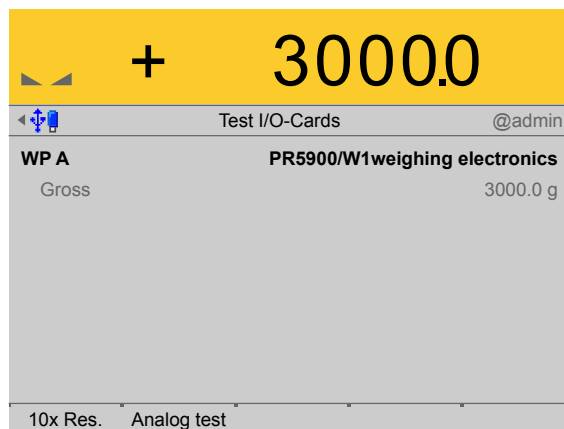 + 3000.0
Test I/O-Cards @admin
WP A PR5900/W1weighing electronics
Gross 3000.0 g
10x Res. Analog test